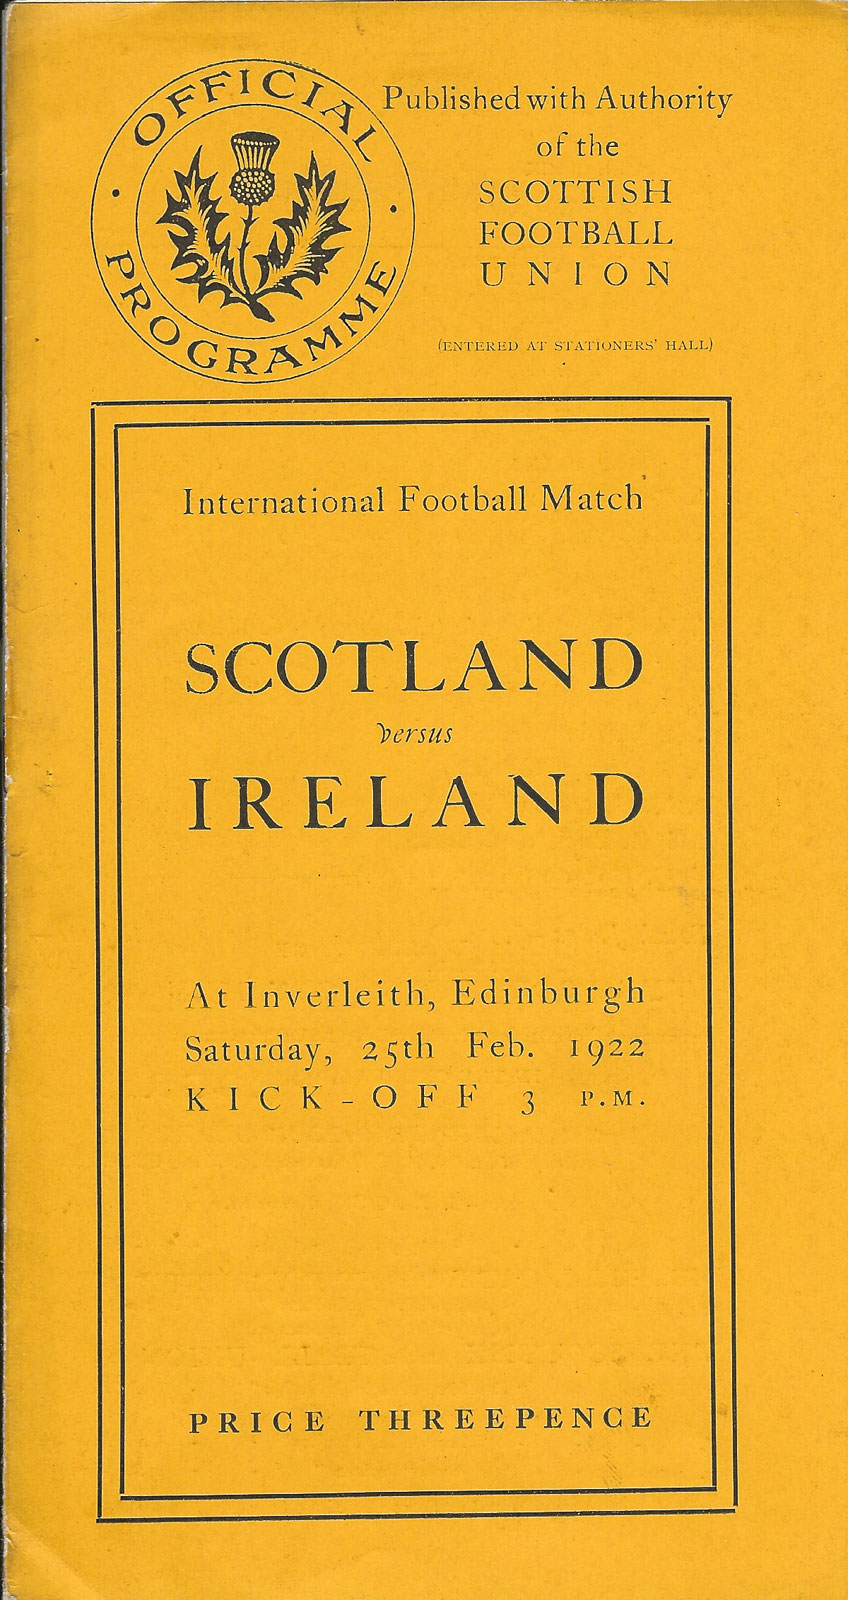 OFFICIAL
PROGRAMME
Published with Authority
of the
SCOTTISH
FOOTBALL
UNION
(ENTERED AT STATIONERS' HALL)
International Football Match
SCOTLAND
versus
IRELAND
At Inverleith, Edinburgh
Saturday, 25th Feb. 1922
KICK-OFF 3 P.M.
PRICE THREEPENCE